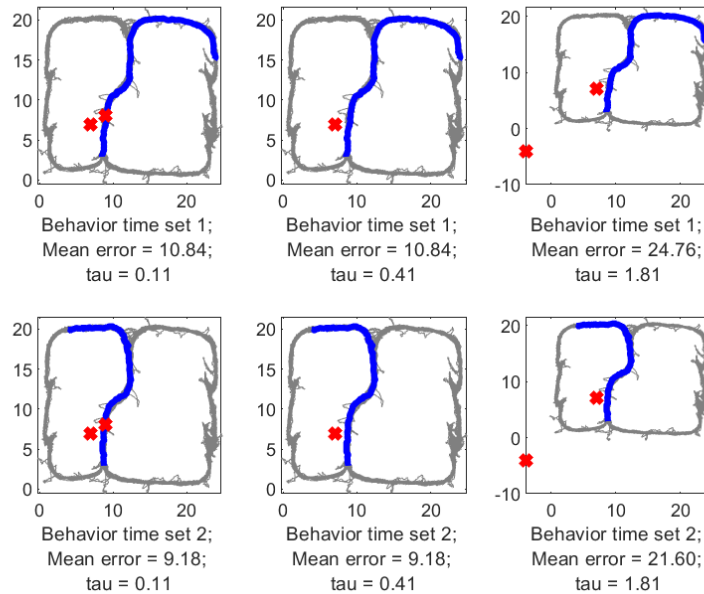 20
15
10
5
0
0
10
20
Behavior time set 1;
Mean error = 10.84;
tau = 0.11
20
15
10
5
0
0
10
20
Behavior time set 1;
Mean error = 10.84;
tau = 0.41
20
10
0
-10
0
10
20
Behavior time set 1;
Mean error = 24.76;
tau = 1.81
20
15
10
5
0
0
10
20
Behavior time set 2;
Mean error = 9.18;
tau = 0.11
20
15
10
5
0
0
10
20
Behavior time set 2;
Mean error = 9.18;
tau = 0.41
20
10
0
-10
0
10
20
Behavior time set 2;
Mean error = 21.60;
tau = 1.81